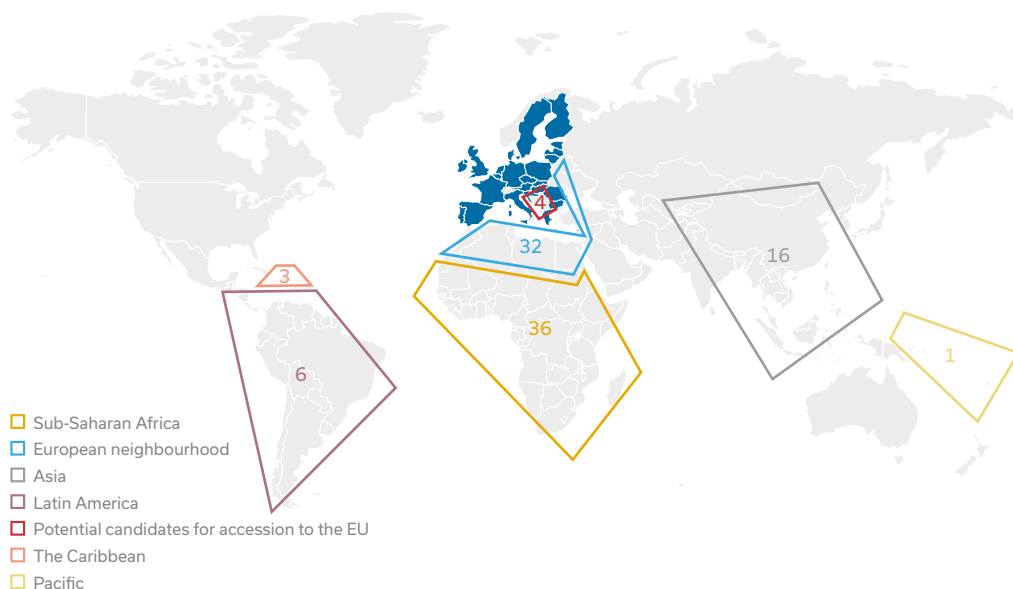 4
32
16
3
36
1
6
Sub-Saharan Africa
European neighbourhood
Asia
Latin America
Potential candidates for accession to the EU
The Caribbean
Pacific